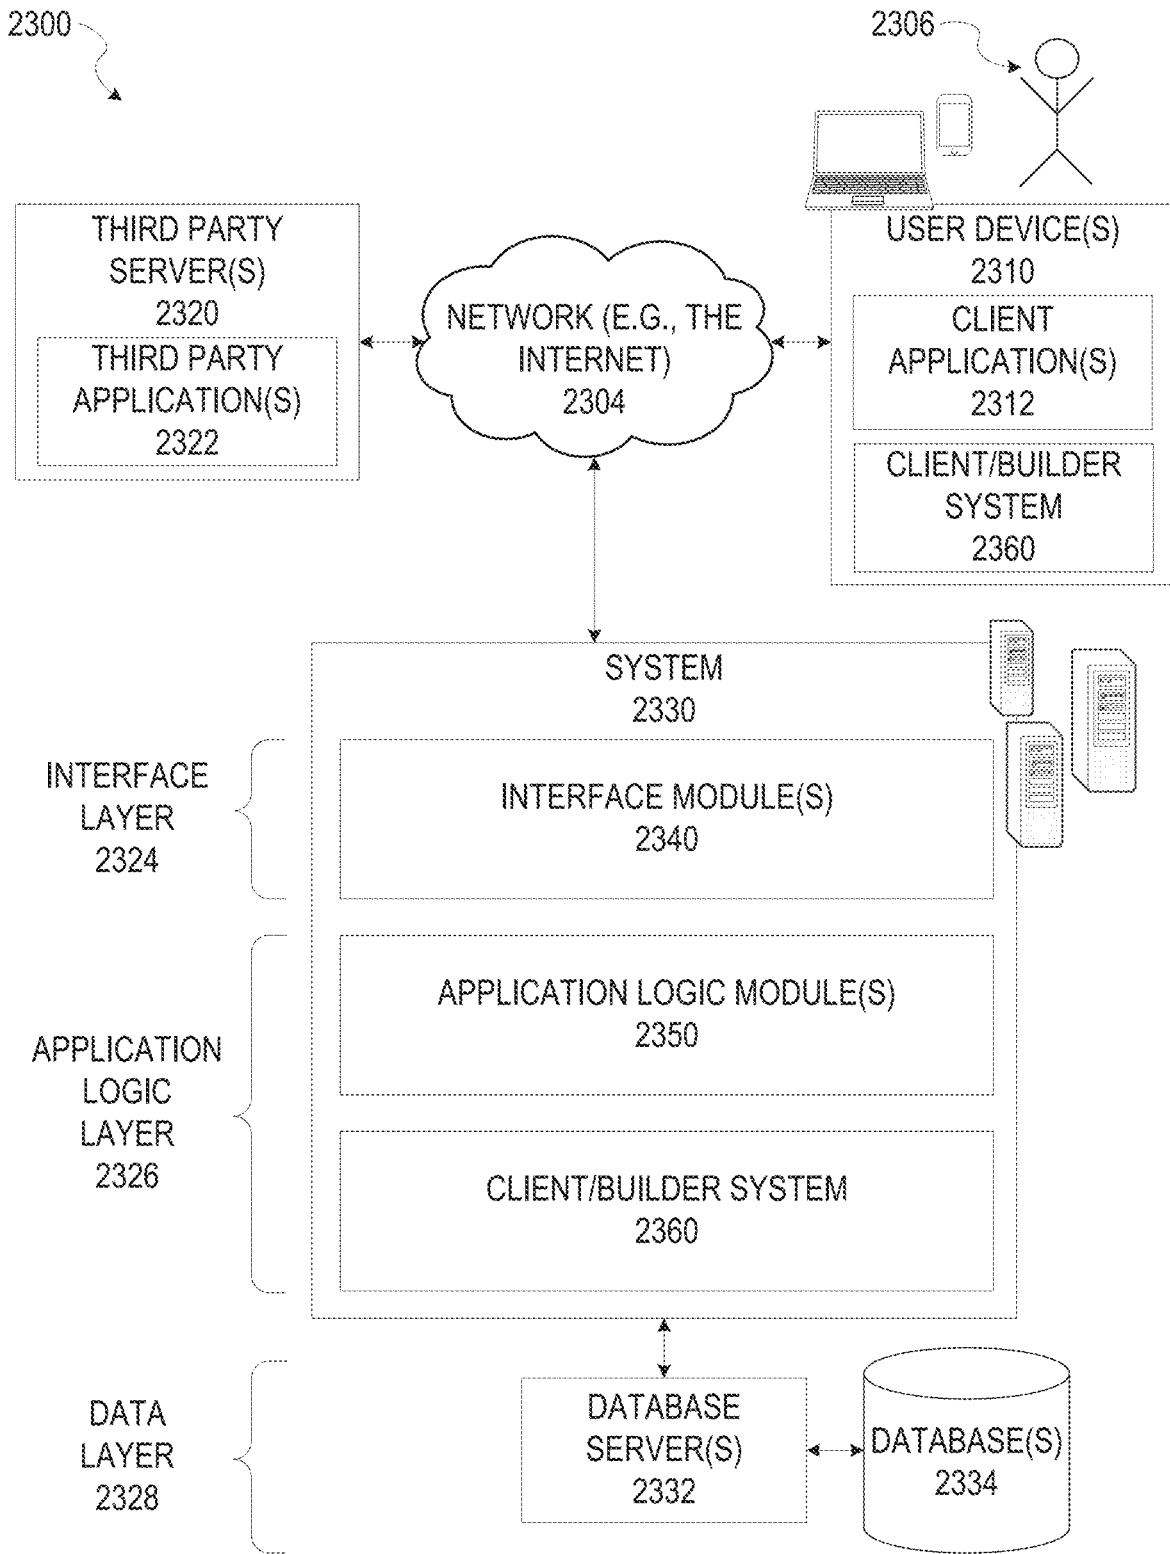 2300
2306
THIRD PARTY
SERVER(S)
2320
THIRD PARTY
APPLICATION(S)
2322
NETWORK (E.G., THE
INTERNET)
2304
USER DEVICE(S)
2310
CLIENT
APPLICATION(S)
2312
CLIENT/BUILDER
SYSTEM
2360
SYSTEM
2330
INTERFACE
LAYER
2324
INTERFACE MODULE(S)
2340
APPLICATION
LOGIC
LAYER
2326
APPLICATION LOGIC MODULE(S)
2350
CLIENT/BUILDER SYSTEM
2360
DATA
LAYER
2328
DATABASE
SERVER(S)
2332
DATABASE(S)
2334